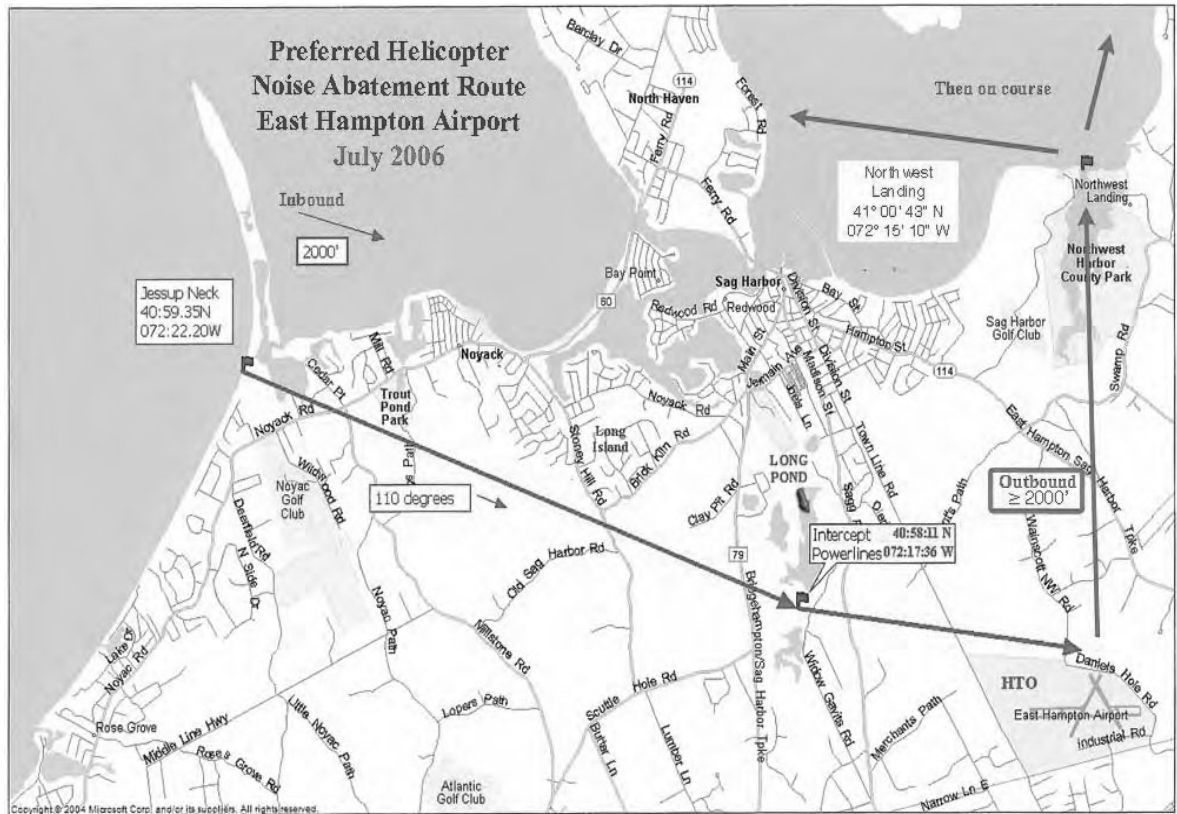 Preferred Helicopter
Noise Abatement Route
East Hampton Airport
July 2006
Barclay Dr
114
North Haven
Ferry Rd
Forest Rd
Ferry Rd
Then on course
North west
Landing
41° 00' 43" N
072° 15' 10" W
Northwest
Landing
Northwest
Harbor
County Park
Inbound
2000'
Jessup Neck
40:59.35N
072:22.20W
Bay Point
60
Sag Harbor
Redwood Rd
Redwood
Division St
Bay St
Hampton St
Main St
Jermain Ave
Madison St
Division St
Jorels Ln
Sag Harbor
Golf Club
Swamp Rd
114
Mill Rd
Cedar Pt
Noyack
Trout
Pond
Park
Noyack Rd
Noyack Rd
Long
Island
Stoney Hill Rd
Brick Kiln Rd
Town Line Rd
East Hampton Sag Harbor Tpke
LONG
POND
Noyac
Golf
Club
Wildwood Rd
Path
110 degrees
Clay Pit Rd
Sagg
Path
Outbound
≥ 2000'
Intercept 40:58:11 N
Powerlines 072:17:36 W
Deerfield Rd
N Side Dr
Old Sag Harbor Rd
79
Wainscott NW Rd
Noyac Path
Millstone Rd
Bridgehampton/Sag Harbor Tpke
Lake Dr
Noyac Rd
Daniels Hole Rd
Scuttle Hole Rd
Widow Gavits Rd
HTO
East Hampton Airport
Industrial Rd
Rose Grove
Middle Line Hwy
Little Noyac Path
Lopers Path
Merchants Path
Roses Grove Rd
Butler Ln
Lumber Ln
Atlantic
Golf Club
Narrow Ln E
Copyright © 2004 Microsoft Corp. and/or its suppliers. All rights reserved.